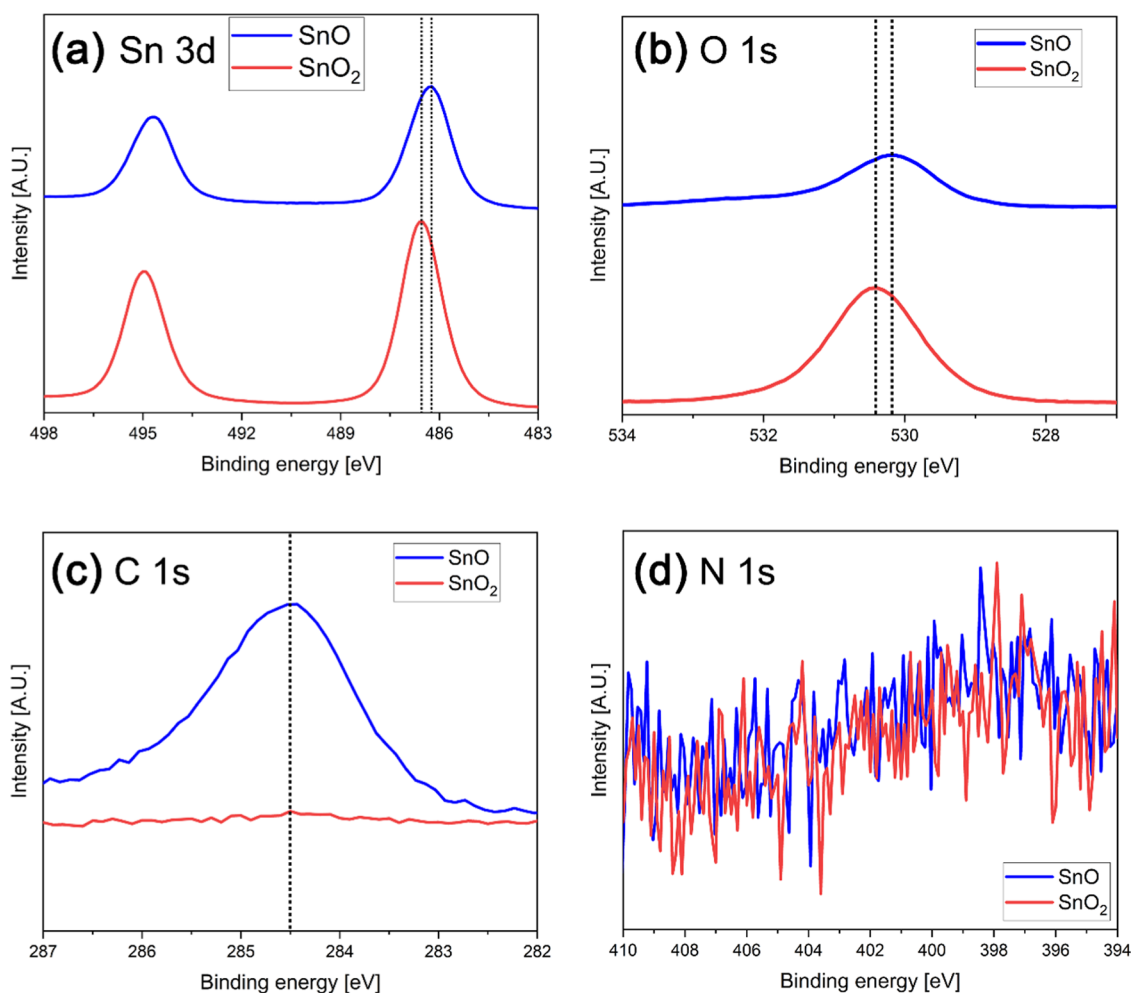 (a) Sn 3d
SnO
SnO₂
Intensity [A.U.]
498 495 492 489 486 483
Binding energy [eV]
(b) O 1s
SnO
SnO₂
Intensity [A.U.]
534 532 530 528
Binding energy [eV]
(c) C 1s
SnO
SnO₂
Intensity [A.U.]
287 286 285 284 283 282
Binding energy [eV]
(d) N 1s
SnO
SnO₂
Intensity [A.U.]
410 408 406 404 402 400 398 396 394
Binding energy [eV]